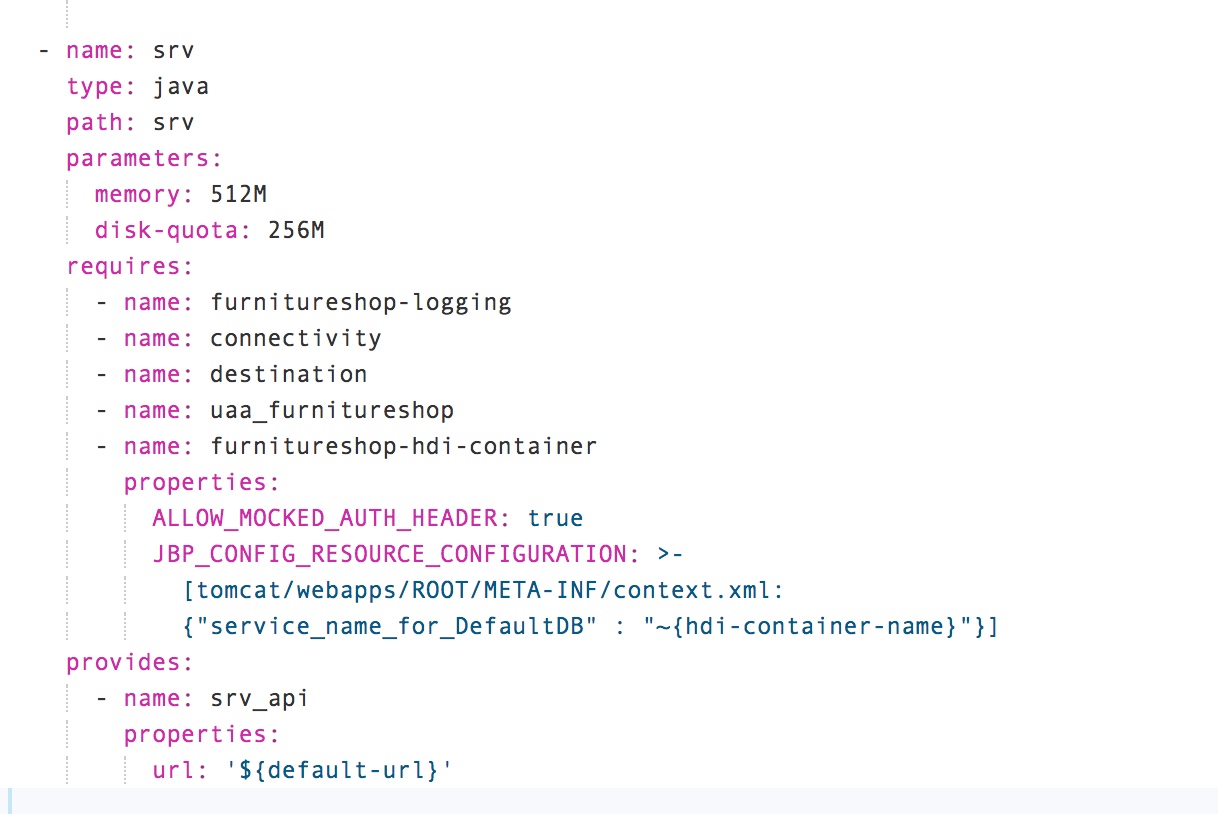 - name: srv
  type: java
  path: srv
  parameters:
    memory: 512M
    disk-quota: 256M
  requires:
    - name: furnitureshop-logging
    - name: connectivity
    - name: destination
    - name: uaa_furnitureshop
    - name: furnitureshop-hdi-container
      properties:
        ALLOW_MOCKED_AUTH_HEADER: true
        JBP_CONFIG_RESOURCE_CONFIGURATION: >-
          [tomcat/webapps/ROOT/META-INF/context.xml:
          {"service_name_for_DefaultDB" : "~{hdi-container-name}"}]
  provides:
    - name: srv_api
      properties:
        url: '${default-url}'